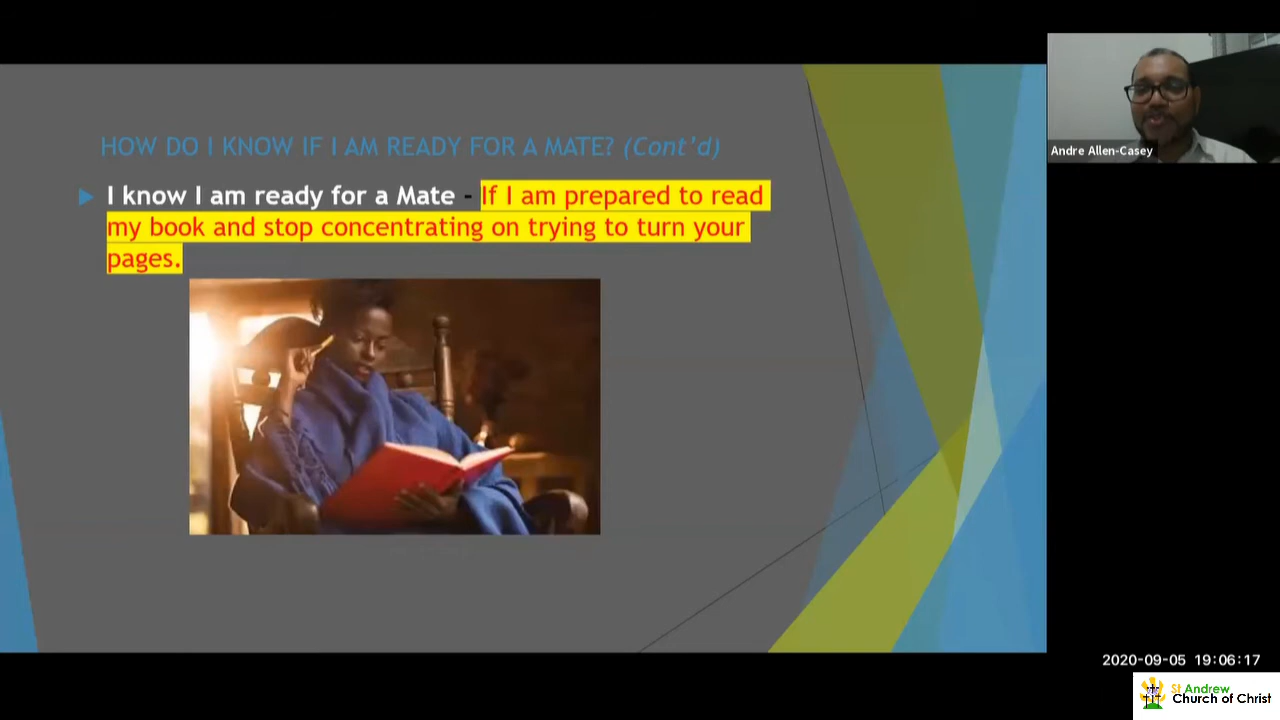 HOW DO I KNOW IF I AM READY FOR A MATE? (Cont'd)
I know I am ready for a Mate - If I am prepared to read
my book and stop concentrating on trying to turn your
pages.
Andre Allen-Casey
2020-09-05 19:06:17
St Andrew
Church of Christ